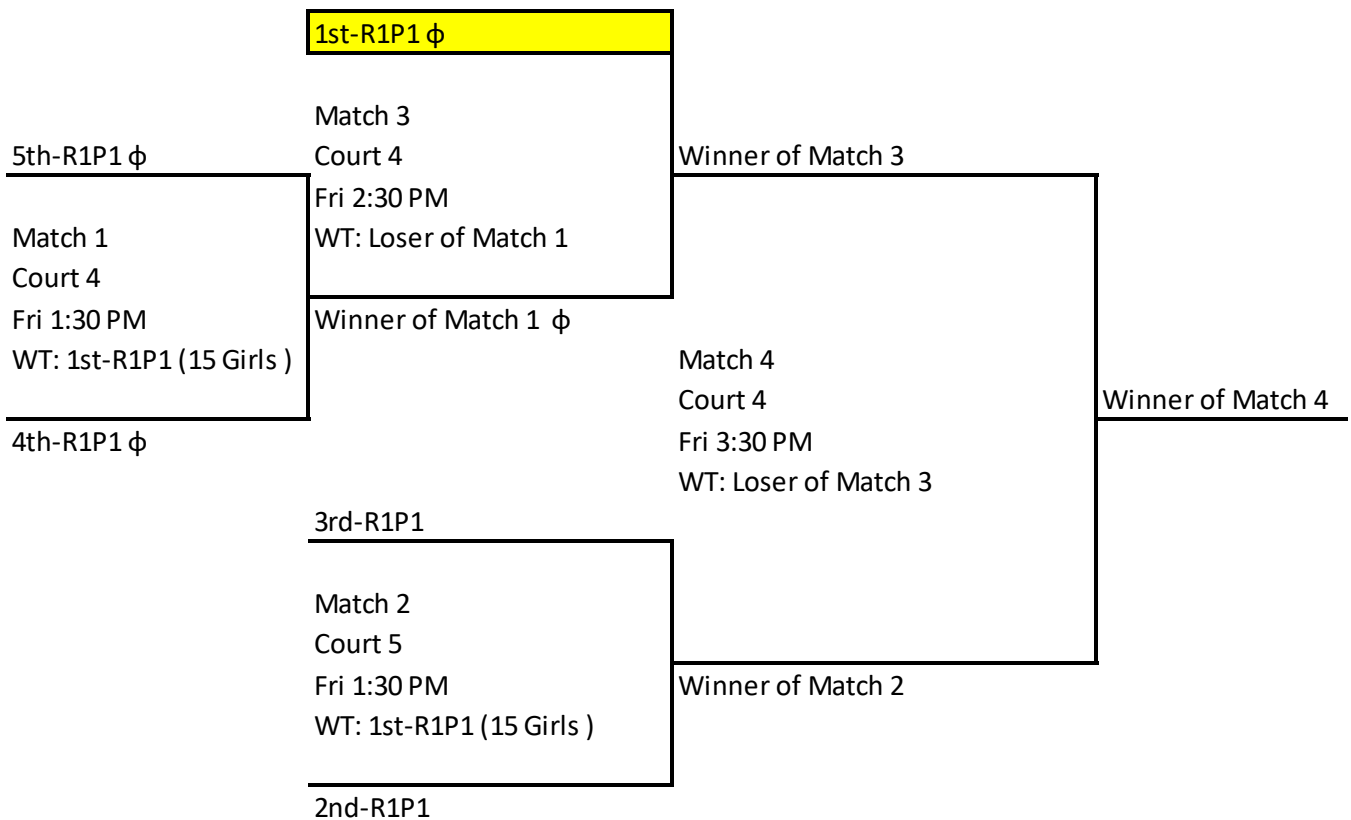 1st-R1P1 ϕ
Match 3
5th-R1P1 ϕ
Court 4
Winner of Match 3
Fri 2:30 PM
Match 1
WT: Loser of Match 1
Court 4
Fri 1:30 PM
Winner of Match 1 ϕ
WT: 1st-R1P1 (15 Girls )
Match 4
Court 4
Winner of Match 4
4th-R1P1 ϕ
Fri 3:30 PM
WT: Loser of Match 3
3rd-R1P1
Match 2
Court 5
Fri 1:30 PM
Winner of Match 2
WT: 1st-R1P1 (15 Girls )
2nd-R1P1